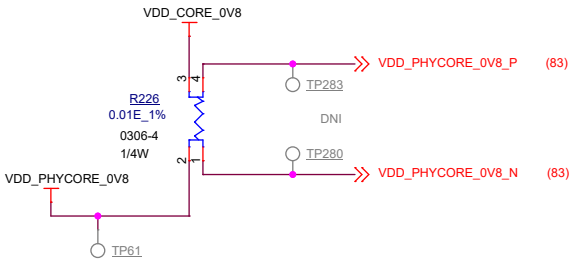 VDD_CORE_0V8
VDD_PHYCORE_0V8_P (83)
3 4
TP283
R226
0.01E_1%
DNI
0306-4
1/4W
TP280
2 1
VDD_PHYCORE_0V8_N (83)
VDD_PHYCORE_0V8
TP61